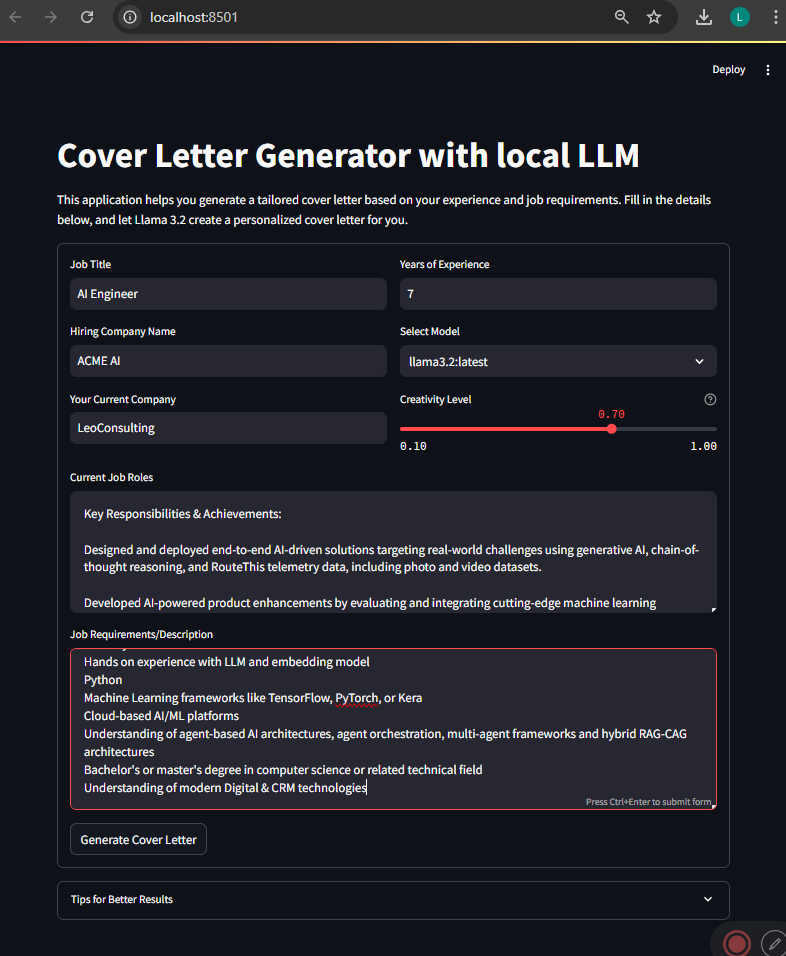 localhost:8501
L
Deploy
Cover Letter Generator with local LLM
This application helps you generate a tailored cover letter based on your experience and job requirements. Fill in the details
below, and let Llama 3.2 create a personalized cover letter for you.
Job Title
AI Engineer
Years of Experience
7
Hiring Company Name
ACME AI
Select Model
llama3.2:latest
Your Current Company
LeoConsulting
Creativity Level
0.70
0.10
1.00
Current Job Roles
Key Responsibilities & Achievements:
Designed and deployed end-to-end AI-driven solutions targeting real-world challenges using generative AI, chain-of-
thought reasoning, and RouteThis telemetry data, including photo and video datasets.
Developed AI-powered product enhancements by evaluating and integrating cutting-edge machine learning
Job Requirements/Description
Hands on experience with LLM and embedding model
Python
Machine Learning frameworks like TensorFlow, PyTorch, or Kera
Cloud-based AI/ML platforms
Understanding of agent-based AI architectures, agent orchestration, multi-agent frameworks and hybrid RAG-CAG
architectures
Bachelor's or master's degree in computer science or related technical field
Understanding of modern Digital & CRM technologies
Press Ctrl+Enter to submit form
Generate Cover Letter
Tips for Better Results